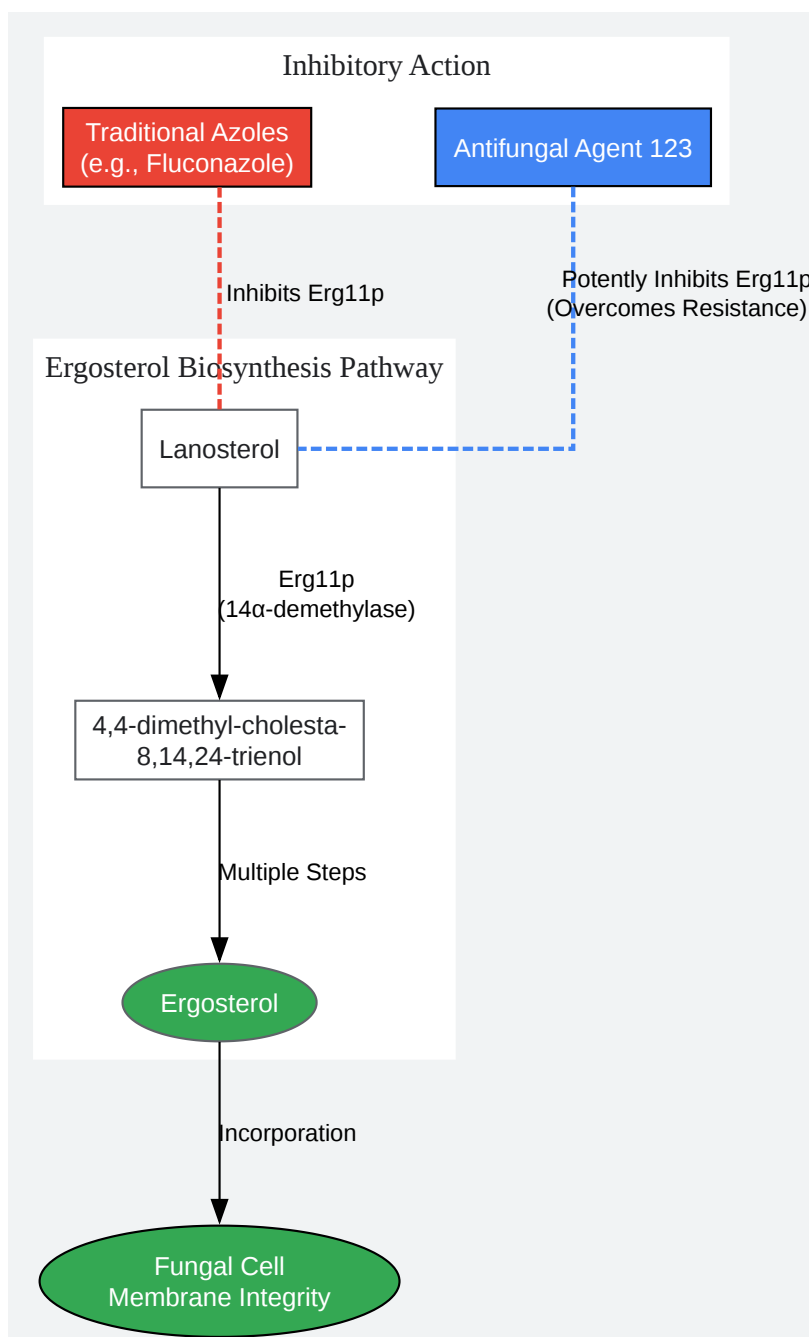 Inhibitory Action
Traditional Azoles
(e.g., Fluconazole)
Antifungal Agent 123
Inhibits Erg11p
Potently Inhibits Erg11p
(Overcomes Resistance)
Ergosterol Biosynthesis Pathway
Lanosterol
Erg11p
(14α-demethylase)
4,4-dimethyl-cholesta-
8,14,24-trienol
Multiple Steps
Ergosterol
Incorporation
Fungal Cell
Membrane Integrity